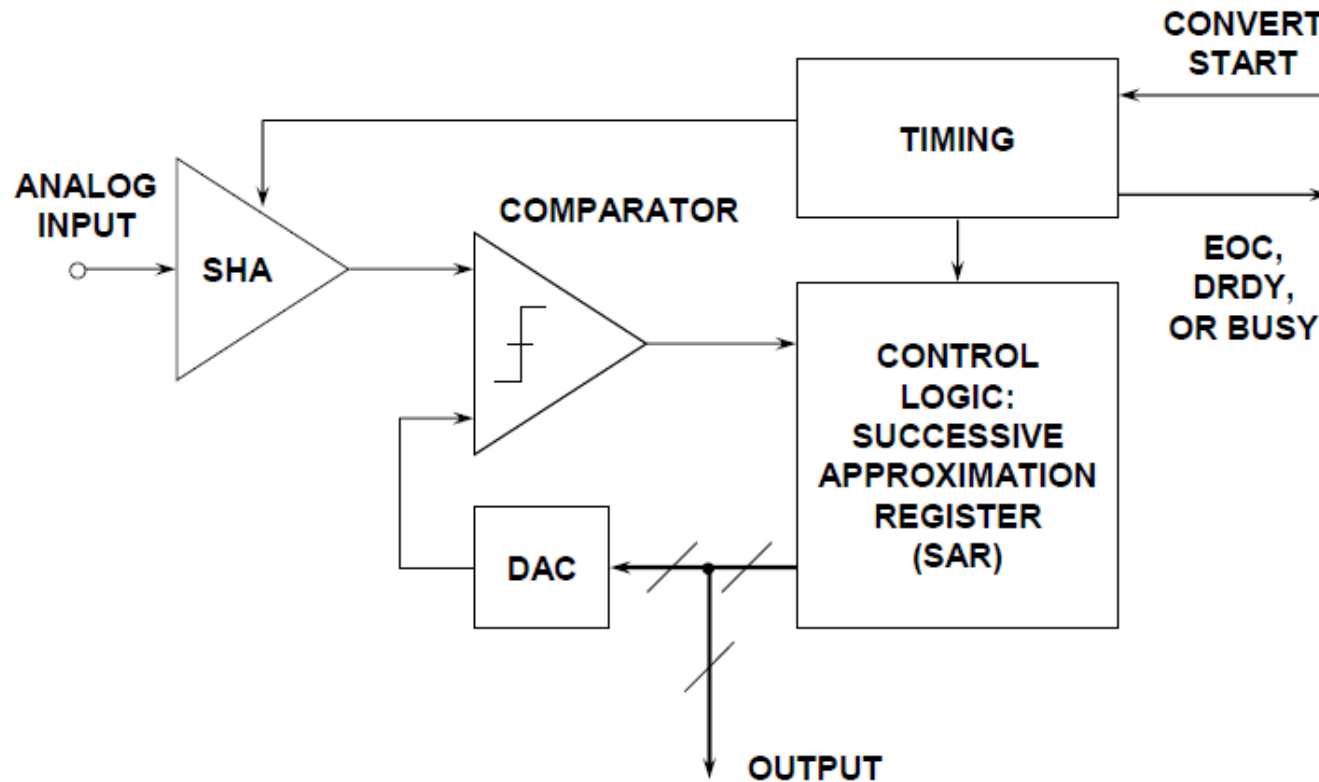 CONVERT
START
TIMING
ANALOG
INPUT
SHA
COMPARATOR
EOC,
DRDY,
OR BUSY
CONTROL
LOGIC:
SUCCESSIVE
APPROXIMATION
REGISTER
(SAR)
DAC
OUTPUT